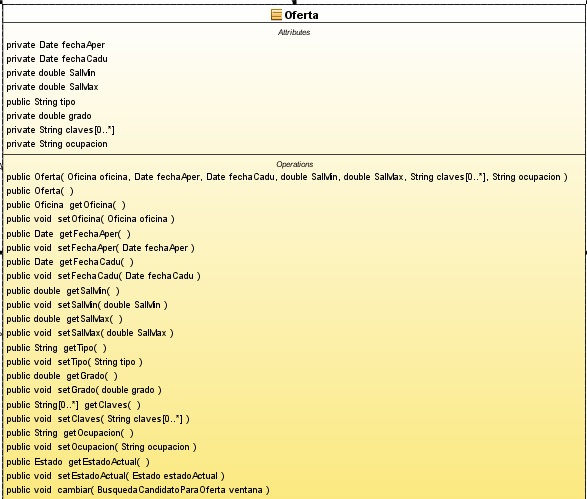 Oferta
Attributes
private Date fechaAper
private Date fechaCadu
private double SalMin
private double SalMax
public String tipo
private double grado
private String claves[0..*]
private String ocupacion
Operations
public Oferta( Oficina oficina, Date fechaAper, Date fechaCadu, double SalMin, double SalMax, String claves[0..*], String ocupacion )
public Oferta( )
public Oficina getOficina( )
public void setOficina( Oficina oficina )
public Date getFechaAper( )
public void setFechaAper( Date fechaAper )
public Date getFechaCadu( )
public void setFechaCadu( Date fechaCadu )
public double getSalMin( )
public void setSalMin( double SalMin )
public double getSalMax( )
public void setSalMax( double SalMax )
public String getTipo( )
public void setTipo( String tipo )
public double getGrado( )
public void setGrado( double grado )
public String[0..*] getClaves( )
public void setClaves( String claves[0..*] )
public String getOcupacion( )
public void setOcupacion( String ocupacion )
public Estado getEstadoActual( )
public void setEstadoActual( Estado estadoActual )
public void cambiar( BusquedaCandidatoParaOferta ventana )